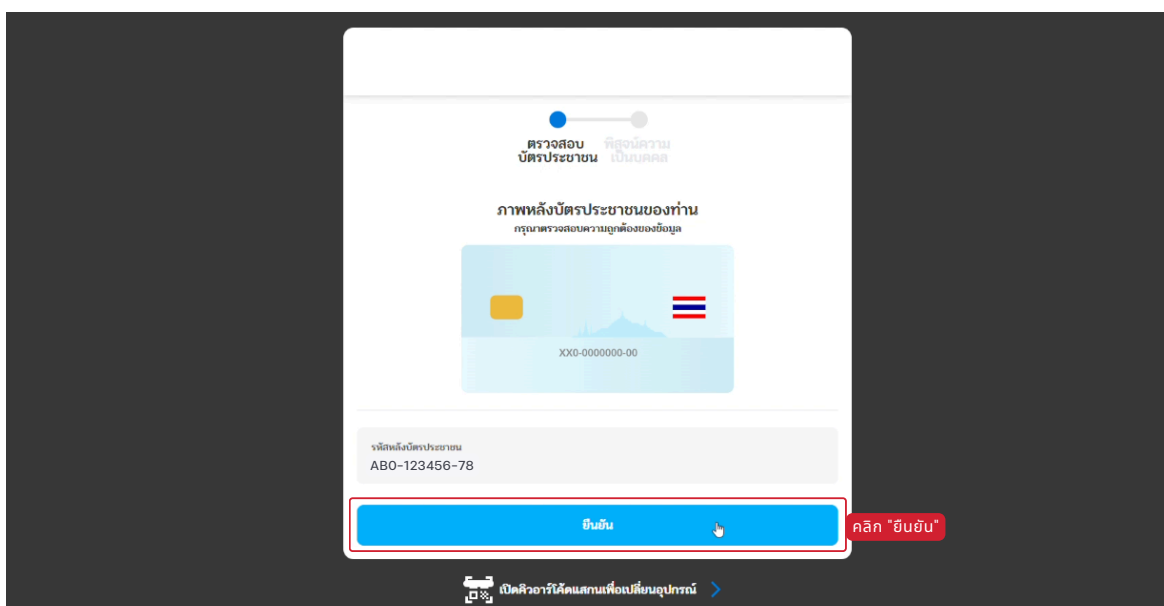 ตรวจสอบ
บัตรประชาชน
พิสูจน์ความ
เป็นบุคคล
ภาพหลังบัตรประชาชนของท่าน
กรุณาตรวจสอบความถูกต้องของข้อมูล
XX0-0000000-00
รหัสหลังบัตรประชาชน
AB0-123456-78
ยืนยัน
คลิก "ยืนยัน"
เปิดคิวอาร์โค้ดแสกนเพื่อเปลี่ยนอุปกรณ์